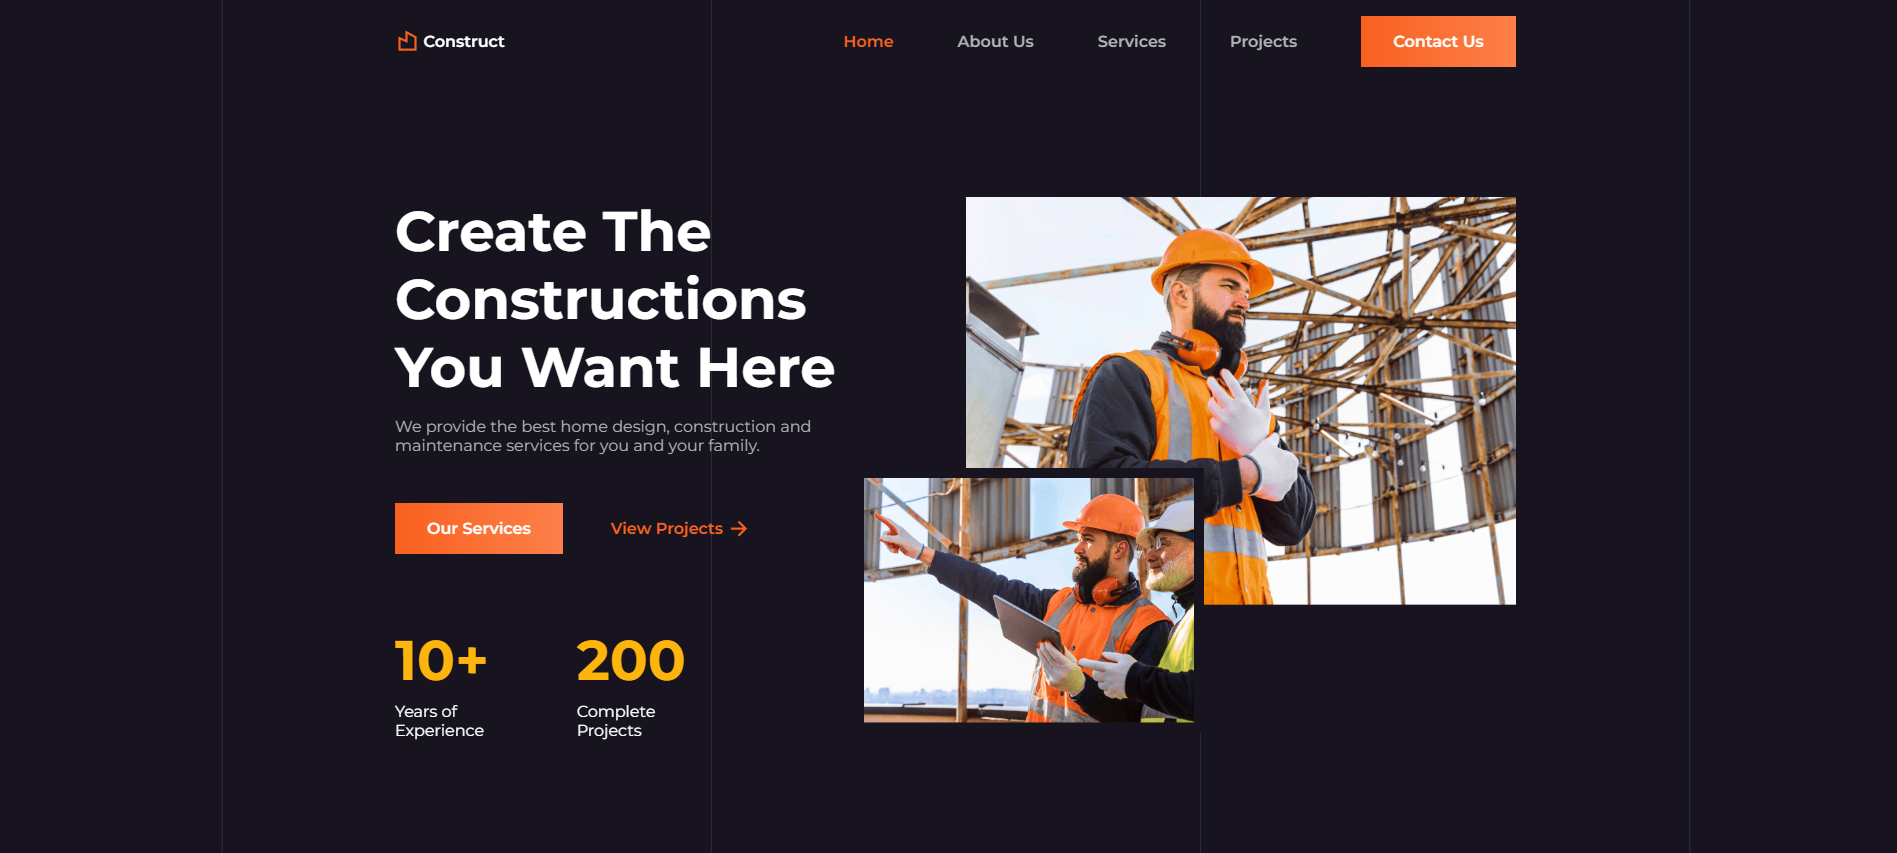 Construct
Home
About Us
Services
Projects
Contact Us
Create The
Constructions
You Want Here
We provide the best home design, construction and
maintenance services for you and your family.
Our Services
View Projects
10+
200
Years of
Experience
Complete
Projects